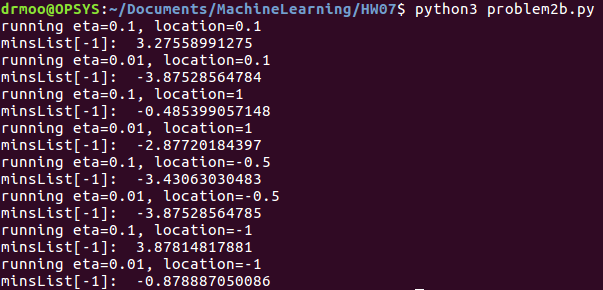 drmoo@OPSYS:~/Documents/MachineLearning/HW07$ python3 problem2b.py
running eta=0.1, location=0.1
minsList[-1]:  3.27558991275
running eta=0.01, location=0.1
minsList[-1]:  -3.87528564784
running eta=0.1, location=1
minsList[-1]:  -0.485399057148
running eta=0.01, location=1
minsList[-1]:  -2.87720184397
running eta=0.1, location=-0.5
minsList[-1]:  -3.43063030483
running eta=0.01, location=-0.5
minsList[-1]:  -3.87528564785
running eta=0.1, location=-1
minsList[-1]:  3.87814817881
running eta=0.01, location=-1
minsList[-1]:  -0.878887050086